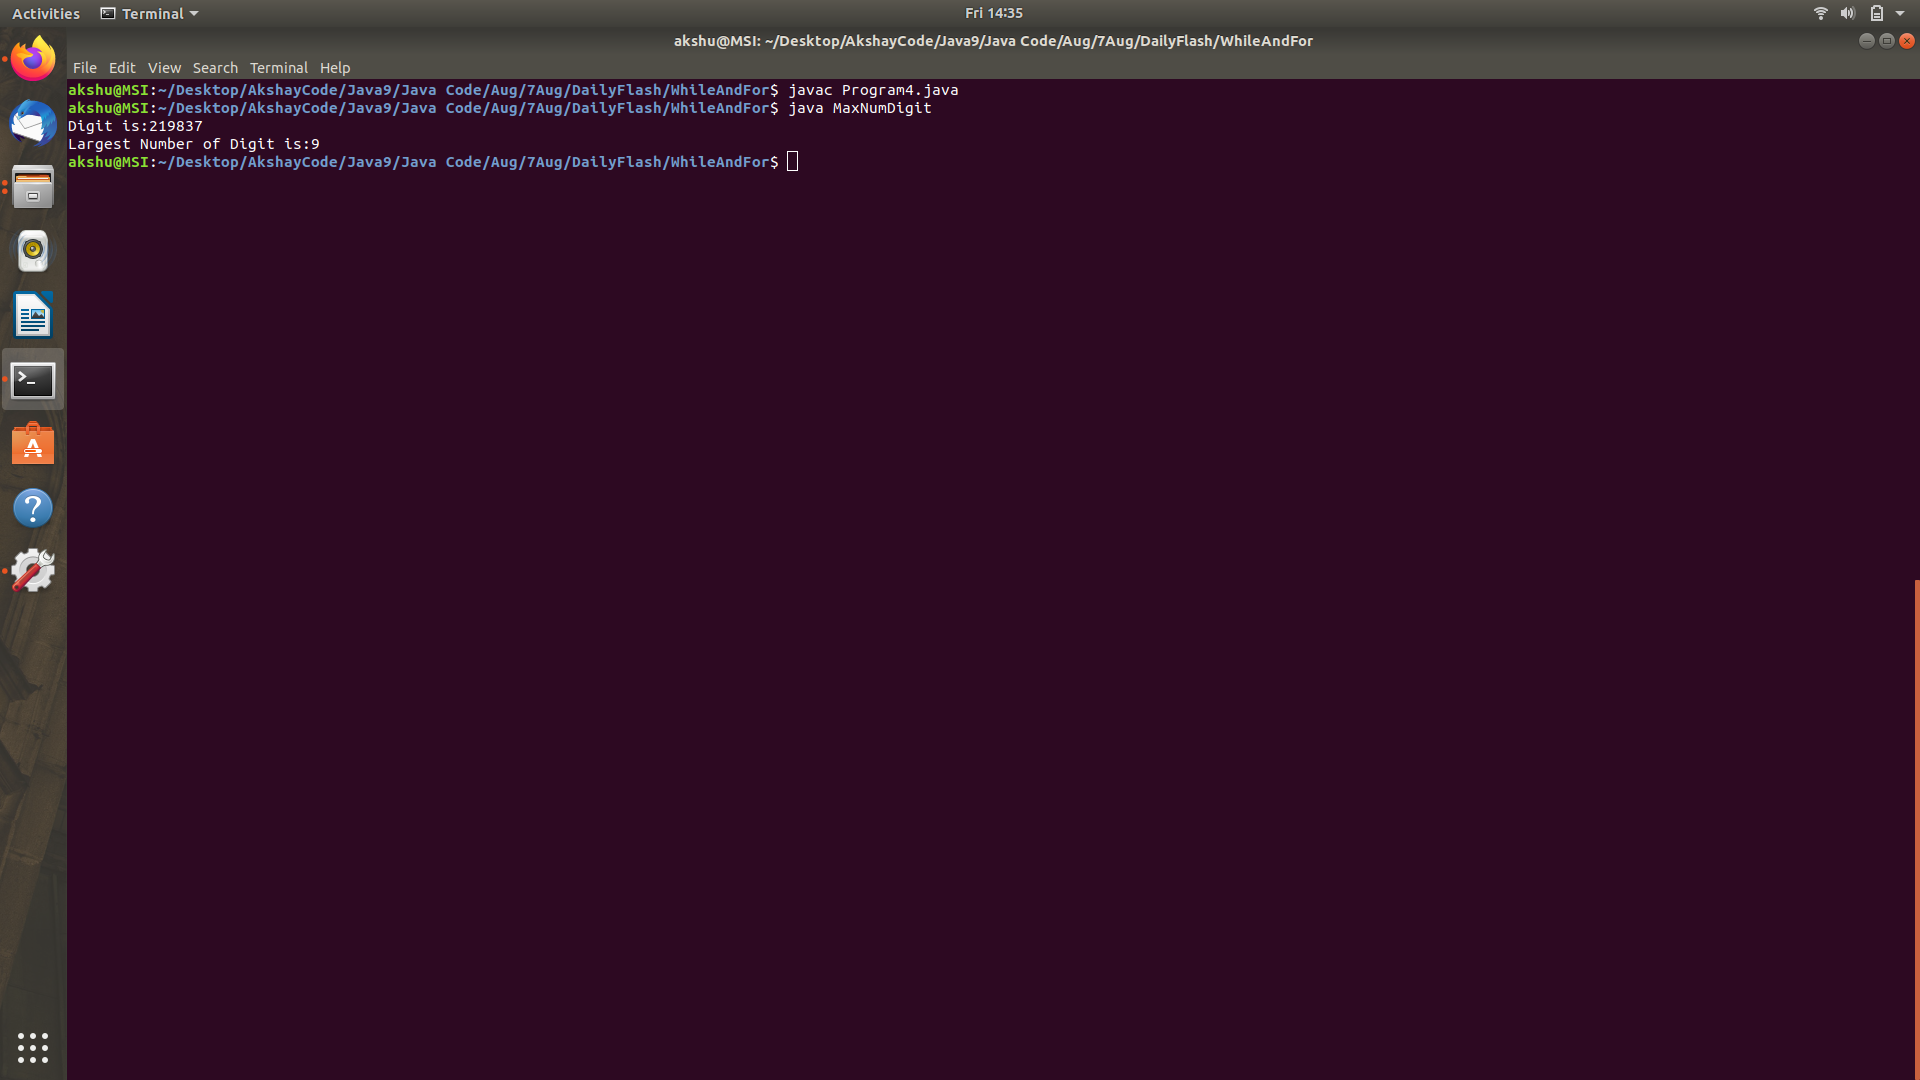 Activities Terminal Fri 14:35
akshu@MSI: ~/Desktop/AkshayCode/Java9/Java Code/Aug/7Aug/DailyFlash/WhileAndFor
File Edit View Search Terminal Help
akshu@MSI:~/Desktop/AkshayCode/Java9/Java Code/Aug/7Aug/DailyFlash/WhileAndFor$ javac Program4.java
akshu@MSI:~/Desktop/AkshayCode/Java9/Java Code/Aug/7Aug/DailyFlash/WhileAndFor$ java MaxNumDigit
Digit is:219837
Largest Number of Digit is:9
akshu@MSI:~/Desktop/AkshayCode/Java9/Java Code/Aug/7Aug/DailyFlash/WhileAndFor$